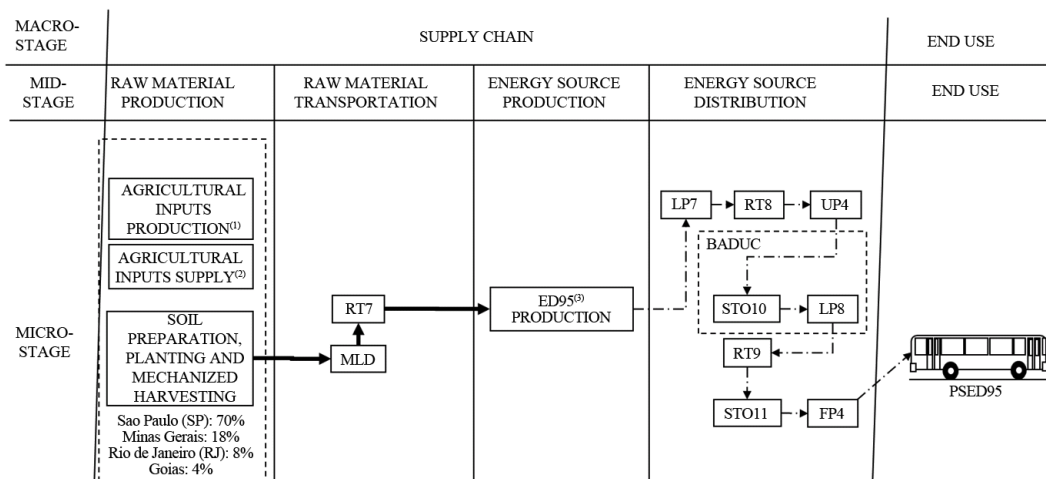 MACRO-
STAGE
SUPPLY CHAIN
END USE
MID-
STAGE
RAW MATERIAL
PRODUCTION
RAW MATERIAL
TRANSPORTATION
ENERGY SOURCE
PRODUCTION
ENERGY SOURCE
DISTRIBUTION
END USE
MICRO-
STAGE
AGRICULTURAL
INPUTS
PRODUCTION(1)
AGRICULTURAL
INPUTS SUPPLY(2)
SOIL
PREPARATION,
PLANTING AND
MECHANIZED
HARVESTING
Sao Paulo (SP): 70%
Minas Gerais: 18%
Rio de Janeiro (RJ): 8%
Goias: 4%
RT7
MLD
ED95(3)
PRODUCTION
LP7
RT8
UP4
BADUC
STO10
LP8
RT9
STO11
FP4
PSED95